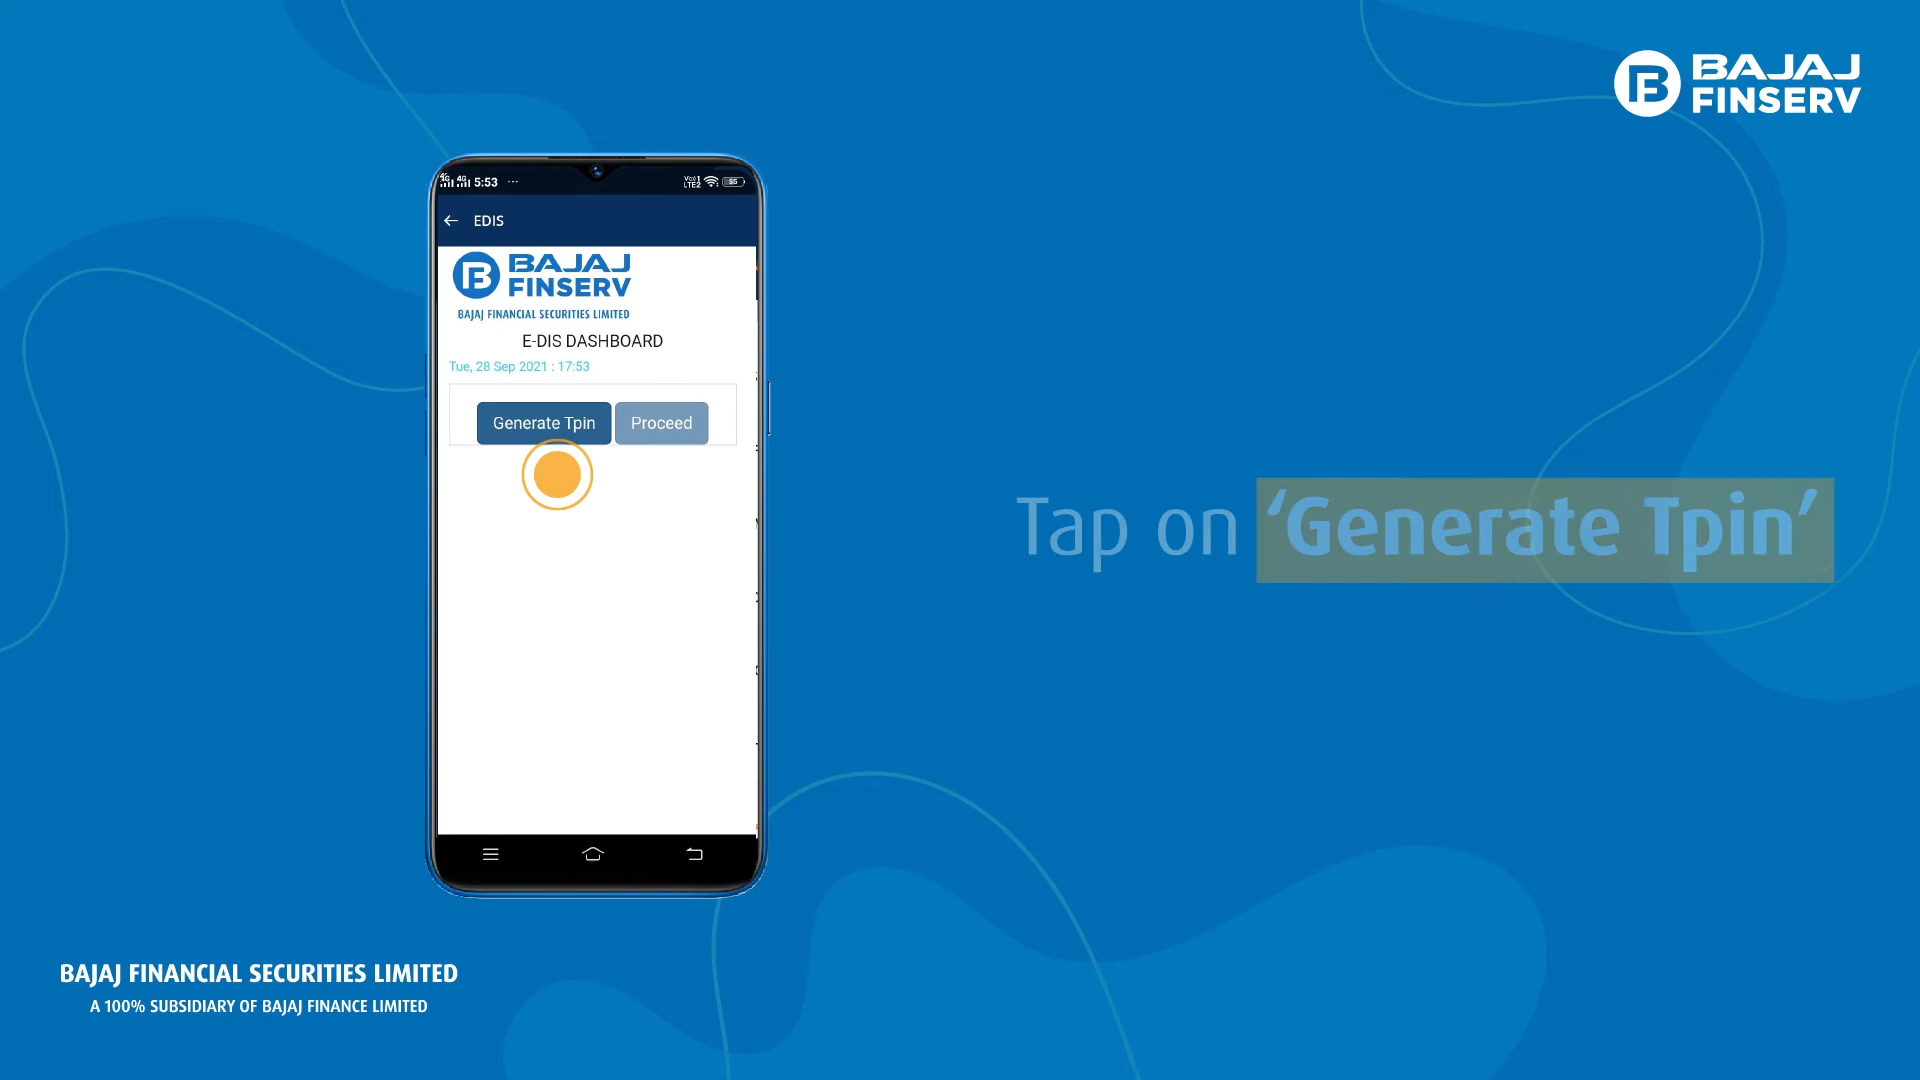 BAJAJ
FINSERV
5:53
EDIS
BAJAJ
FINSERV
BAJAJ FINANCIAL SECURITIES LIMITED
E-DIS DASHBOARD
Tue, 28 Sep 2021 : 17:53
Generate Tpin Proceed
Tap on ‘Generate Tpin’
BAJAJ FINANCIAL SECURITIES LIMITED
A 100% SUBSIDIARY OF BAJAJ FINANCE LIMITED